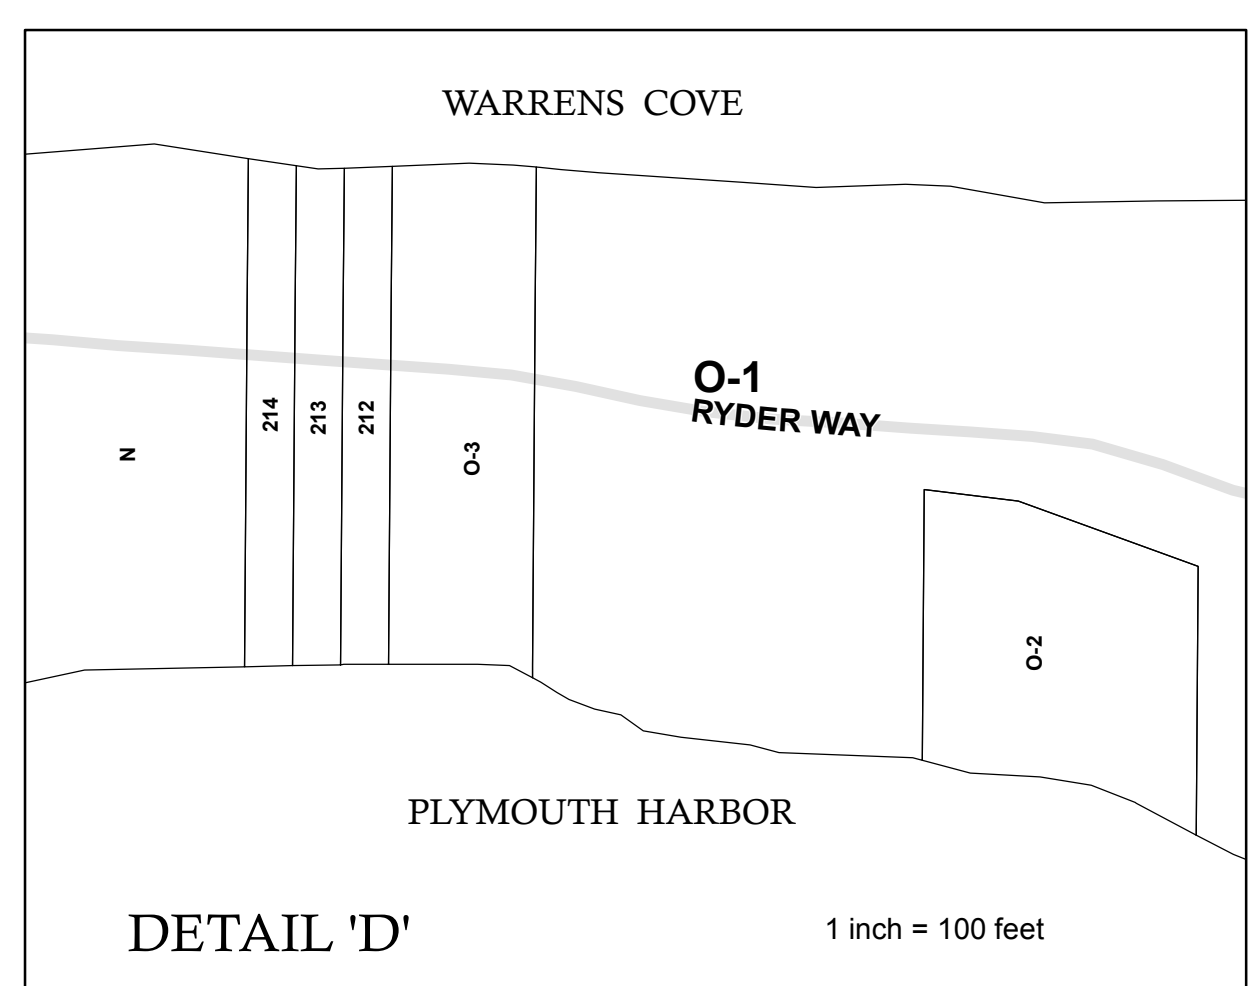 WARRENS COVE
O-1
RYDER WAY
214
213
212
O-3
N
O-2
PLYMOUTH HARBOR
DETAIL 'D'
1 inch = 100 feet